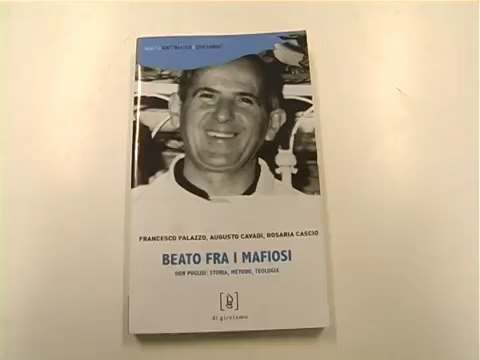 FRANCESCO PALAZZO, AUGUSTO CAVADI, ROSARIA CASCIO
BEATO FRA I MAFIOSI
DON PUGLISI: STORIA, METODO, TEOLOGIA
di girolamo